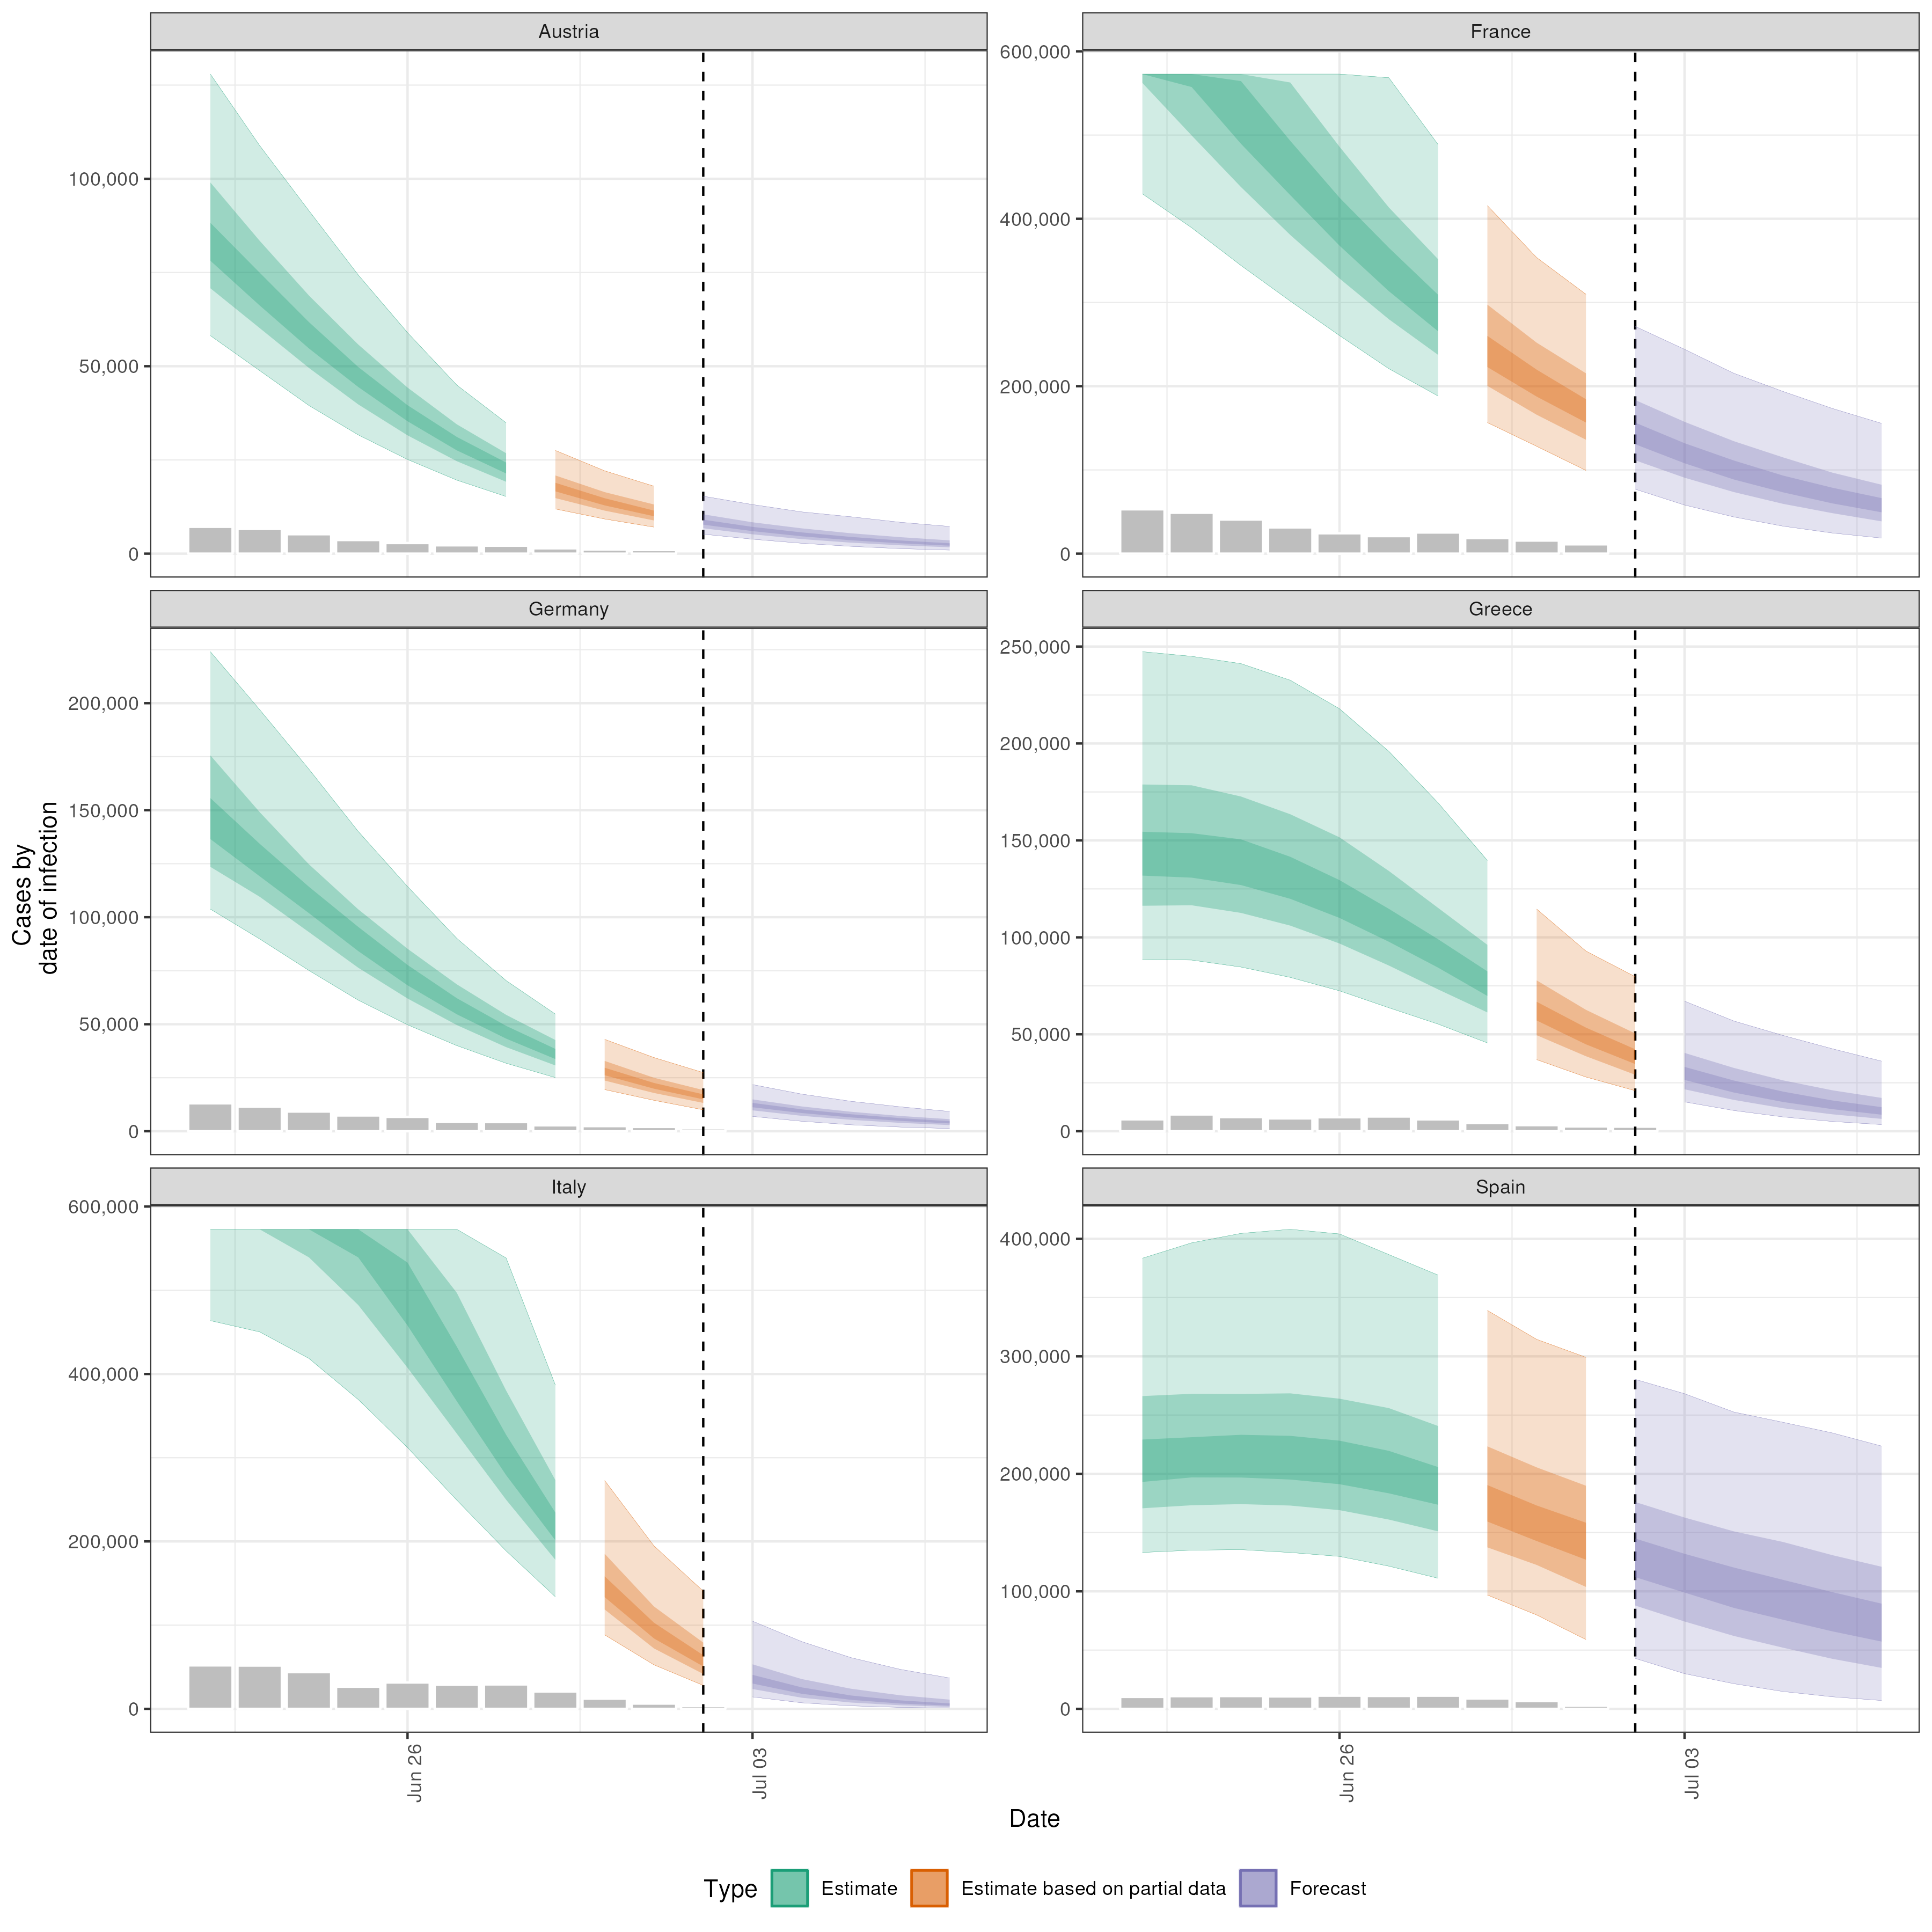 Austria
France
100,000
50,000
0
600,000
400,000
200,000
0
Germany
Greece
200,000
150,000
100,000
50,000
0
250,000
200,000
150,000
100,000
50,000
0
Cases by
date of infection
Italy
Spain
600,000
400,000
200,000
0
400,000
300,000
200,000
100,000
0
Jun 26
Jul 03
Jun 26
Jul 03
Date
Type
Estimate
Estimate based on partial data
Forecast